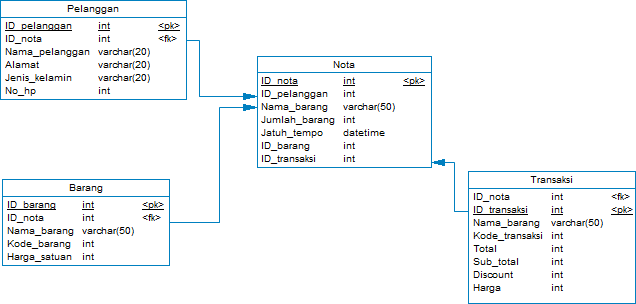 Pelanggan
ID_pelanggan int <pk>
ID_nota int <fk>
Nama_pelanggan varchar(20)
Alamat varchar(20)
Jenis_kelamin varchar(20)
No_hp int
Nota
ID_nota int <pk>
ID_pelanggan int
Nama_barang varchar(50)
Jumlah_barang int
Jatuh_tempo datetime
ID_barang int
ID_transaksi int
Barang
ID_barang int <pk>
ID_nota int <fk>
Nama_barang varchar(50)
Kode_barang int
Harga_satuan int
Transaksi
ID_nota int <fk>
ID_transaksi int <pk>
Nama_barang varchar(50)
Kode_transaksi int
Total int
Sub_total int
Discount int
Harga int